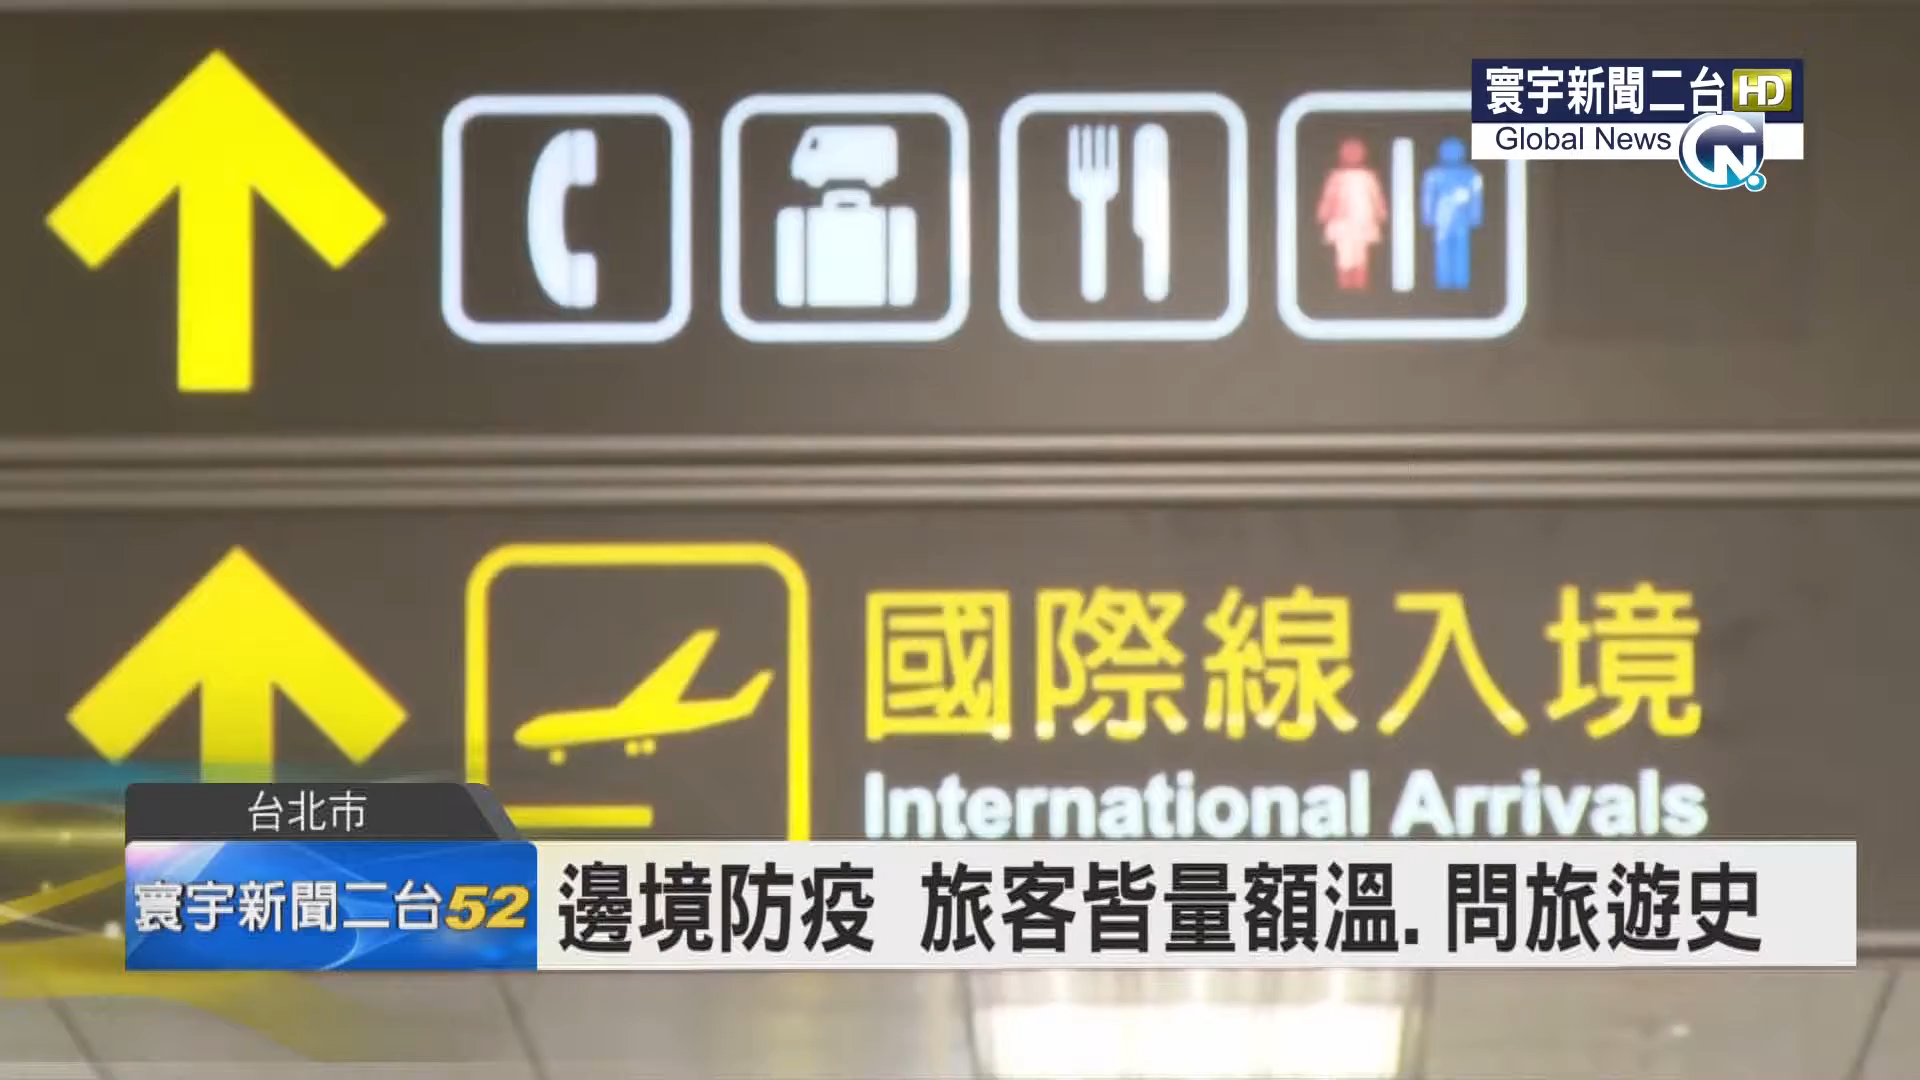 寰宇新聞二台HD
Global News
國際線入境
International Arrivals
台北市
寰宇新聞二台52
邊境防疫 旅客皆量額溫.問旅遊史